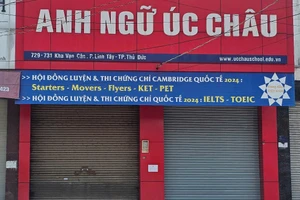 ANH NGỮ ÚC CHÂU
729-731 Kha Vạn Cân, P. Linh Tây - TP. Thủ Đức
www.ucchauschool.edu.vn
>> HỘI ĐỒNG LUYỆN & THI CHỨNG CHỈ CAMBRIDGE QUỐC TẾ 2024 :
Starters - Movers - Flyers - KET - PET
>> HỘI ĐỒNG LUYỆN & THI CHỨNG CHỈ QUỐC TẾ 2024 : IELTS - TOEIC